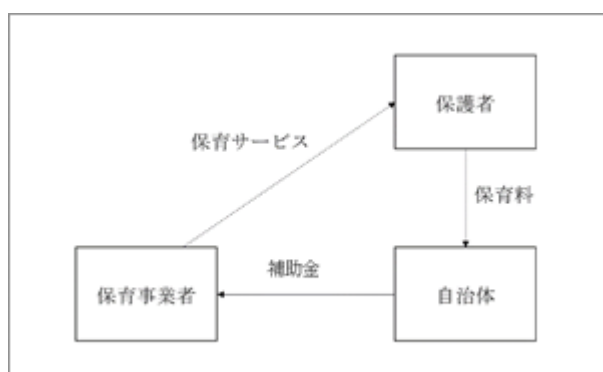 保護者
保育サービス
保育料
補助金
保育事業者
自治体